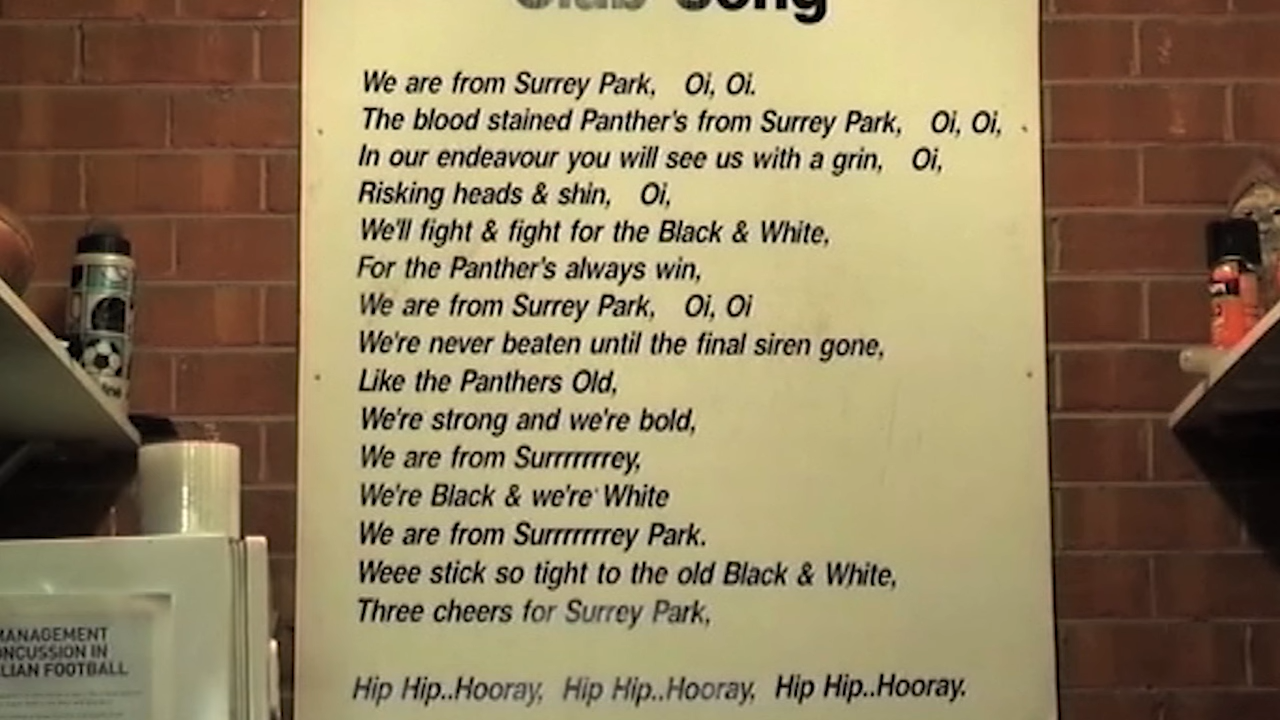 Club Song
We are from Surrey Park, Oi, Oi.
The blood stained Panther's from Surrey Park, Oi, Oi,
In our endeavour you will see us with a grin, Oi,
Risking heads & shin, Oi,
We'll fight & fight for the Black & White,
For the Panther's always win,
We are from Surrey Park, Oi, Oi
We're never beaten until the final siren gone,
Like the Panthers Old,
We're strong and we're bold,
We are from Surrrrrrrey,
We're Black & we're White
We are from Surrrrrrrey Park.
Weee stick so tight to the old Black & White,
Three cheers for Surrey Park,
Hip Hip..Hooray, Hip Hip..Hooray, Hip Hip..Hooray.
MANAGEMENT
ONCUSSION IN
LIAN FOOTBALL